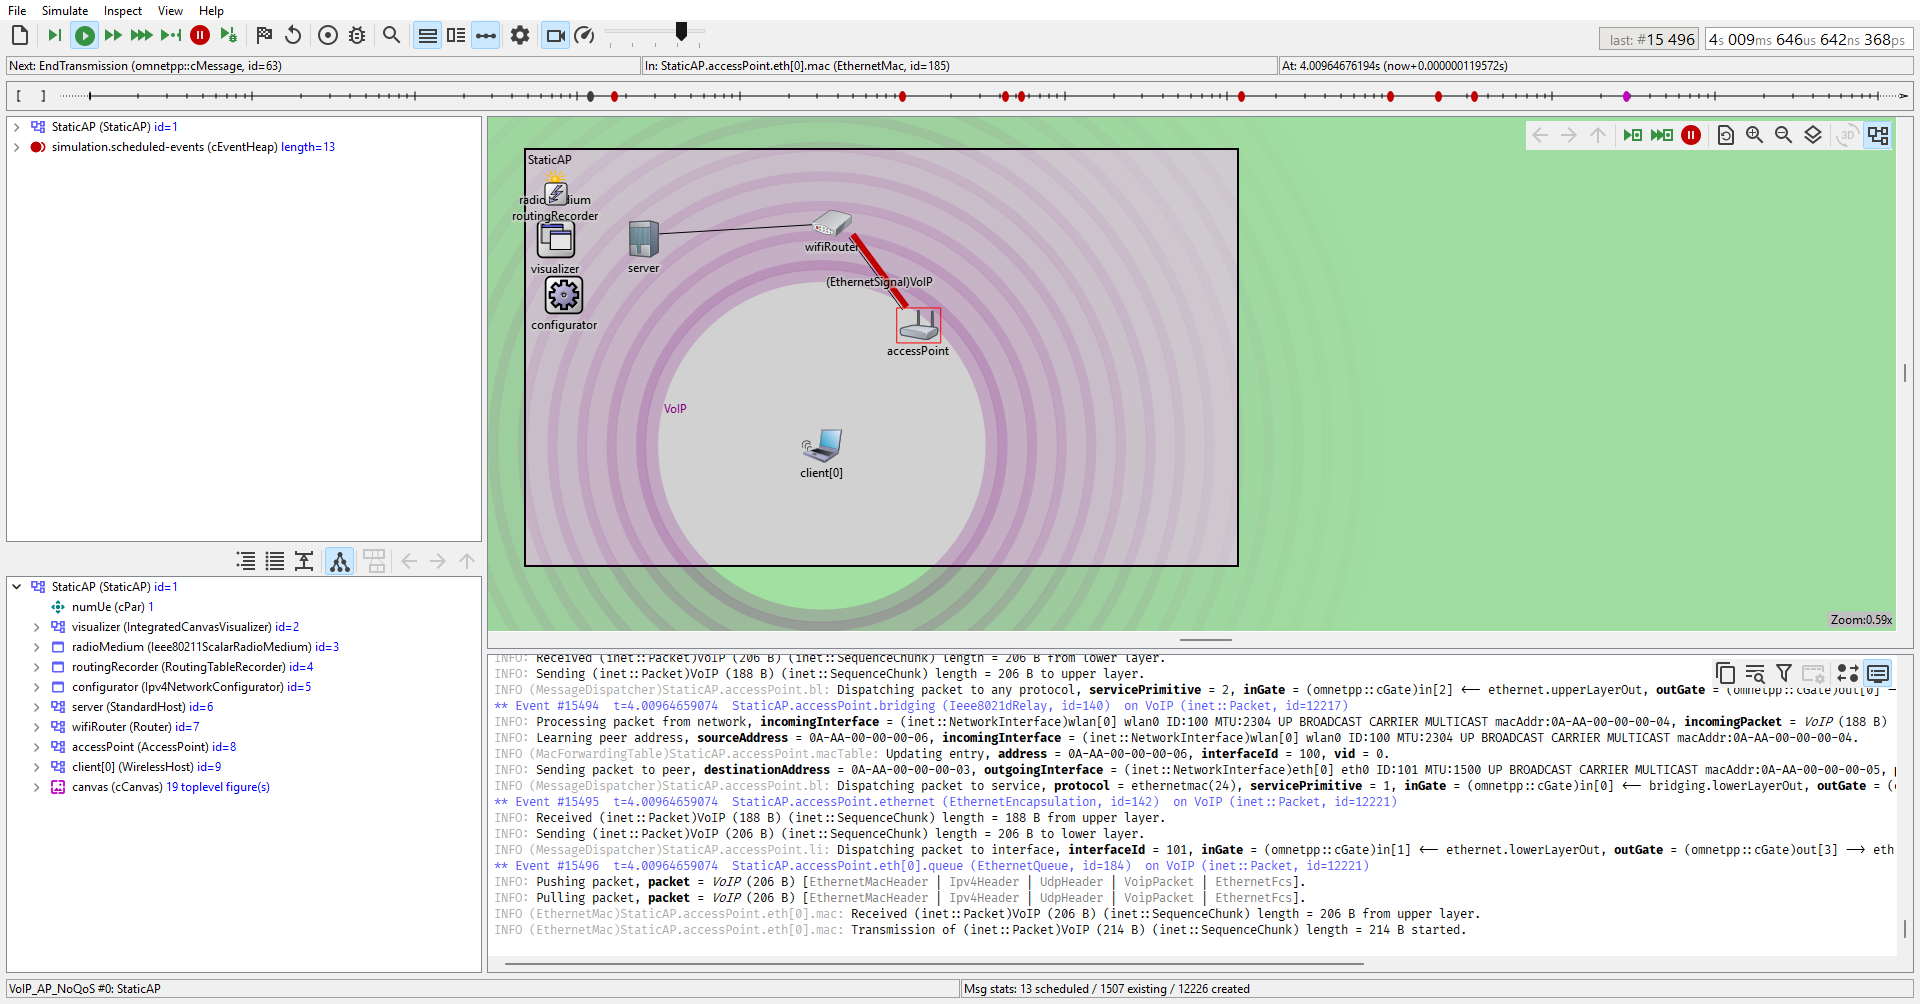 File Simulate Inspect View Help
last: #15 496
4s 009ms 646us 642ns 368ps
Next: EndTransmission (omnetpp::cMessage, id=63)
In: StaticAP.accessPoint.eth[0].mac (EthernetMac, id=185)
At: 4.00964676194s (now+0.000000119572s)
[ ]
StaticAP (StaticAP) id=1
simulation.scheduled-events (cEventHeap) length=13
StaticAP (StaticAP) id=1
numUe (cPar) 1
visualizer (IntegratedCanvasVisualizer) id=2
radioMedium (Ieee80211ScalarRadioMedium) id=3
routingRecorder (RoutingTableRecorder) id=4
configurator (Ipv4NetworkConfigurator) id=5
server (StandardHost) id=6
wifiRouter (Router) id=7
accessPoint (AccessPoint) id=8
client[0] (WirelessHost) id=9
canvas (cCanvas) 19 toplevel figure(s)
3D
StaticAP
routingRecorder
visualizer
configurator
server
wifiRouter
(EthernetSignal)VoIP
accessPoint
VoIP
client[0]
Zoom:0.59x
INFO: Received (inet::Packet)VoIP (206 B) (inet::SequenceChunk) length = 206 B from lower layer.
INFO: Sending (inet::Packet)VoIP (188 B) (inet::SequenceChunk) length = 206 B to upper layer.
INFO (MessageDispatcher)StaticAP.accessPoint.bl: Dispatching packet to any protocol, servicePrimitive = 2, inGate = (omnetpp::cGate)in[2] <-- ethernet.upperLayerOut, outGate = (omnetpp::cGate)out[0]
** Event #15494 t=4.00964659074 StaticAP.accessPoint.bridging (Ieee8021dRelay, id=140) on VoIP (inet::Packet, id=12217)
INFO: Processing packet from network, incomingInterface = (inet::NetworkInterface)wlan[0] wlan0 ID:100 MTU:2304 UP BROADCAST CARRIER MULTICAST macAddr:0A-AA-00-00-00-04, incomingPacket = VoIP (188 B)
INFO: Learning peer address, sourceAddress = 0A-AA-00-00-00-06, incomingInterface = (inet::NetworkInterface)wlan[0] wlan0 ID:100 MTU:2304 UP BROADCAST CARRIER MULTICAST macAddr:0A-AA-00-00-00-04.
INFO (MacForwardingTable)StaticAP.accessPoint.macTable: Updating entry, address = 0A-AA-00-00-00-06, interfaceId = 100, vid = 0.
INFO: Sending packet to peer, destinationAddress = 0A-AA-00-00-00-03, outgoingInterface = (inet::NetworkInterface)eth[0] eth0 ID:101 MTU:1500 UP BROADCAST CARRIER MULTICAST macAddr:0A-AA-00-00-00-05,
INFO (MessageDispatcher)StaticAP.accessPoint.bl: Dispatching packet to service, protocol = ethernetmac(24), servicePrimitive = 1, inGate = (omnetpp::cGate)in[0] <-- bridging.lowerLayerOut, outGate =
** Event #15495 t=4.00964659074 StaticAP.accessPoint.ethernet (EthernetEncapsulation, id=142) on VoIP (inet::Packet, id=12221)
INFO: Received (inet::Packet)VoIP (188 B) (inet::SequenceChunk) length = 188 B from upper layer.
INFO: Sending (inet::Packet)VoIP (206 B) (inet::SequenceChunk) length = 206 B to lower layer.
INFO (MessageDispatcher)StaticAP.accessPoint.li: Dispatching packet to interface, interfaceId = 101, inGate = (omnetpp::cGate)in[1] <-- ethernet.lowerLayerOut, outGate = (omnetpp::cGate)out[3] --> eth
** Event #15496 t=4.00964659074 StaticAP.accessPoint.eth[0].queue (EthernetQueue, id=184) on VoIP (inet::Packet, id=12221)
INFO: Pushing packet, packet = VoIP (206 B) [EthernetMacHeader | Ipv4Header | UdpHeader | VoipPacket | EthernetFcs].
INFO: Pulling packet, packet = VoIP (206 B) [EthernetMacHeader | Ipv4Header | UdpHeader | VoipPacket | EthernetFcs].
INFO (EthernetMac)StaticAP.accessPoint.eth[0].mac: Received (inet::Packet)VoIP (206 B) (inet::SequenceChunk) length = 206 B from upper layer.
INFO (EthernetMac)StaticAP.accessPoint.eth[0].mac: Transmission of (inet::Packet)VoIP (214 B) (inet::SequenceChunk) length = 214 B started.
VoIP_AP_NoQoS #0: StaticAP
Msg stats: 13 scheduled / 1507 existing / 12226 created